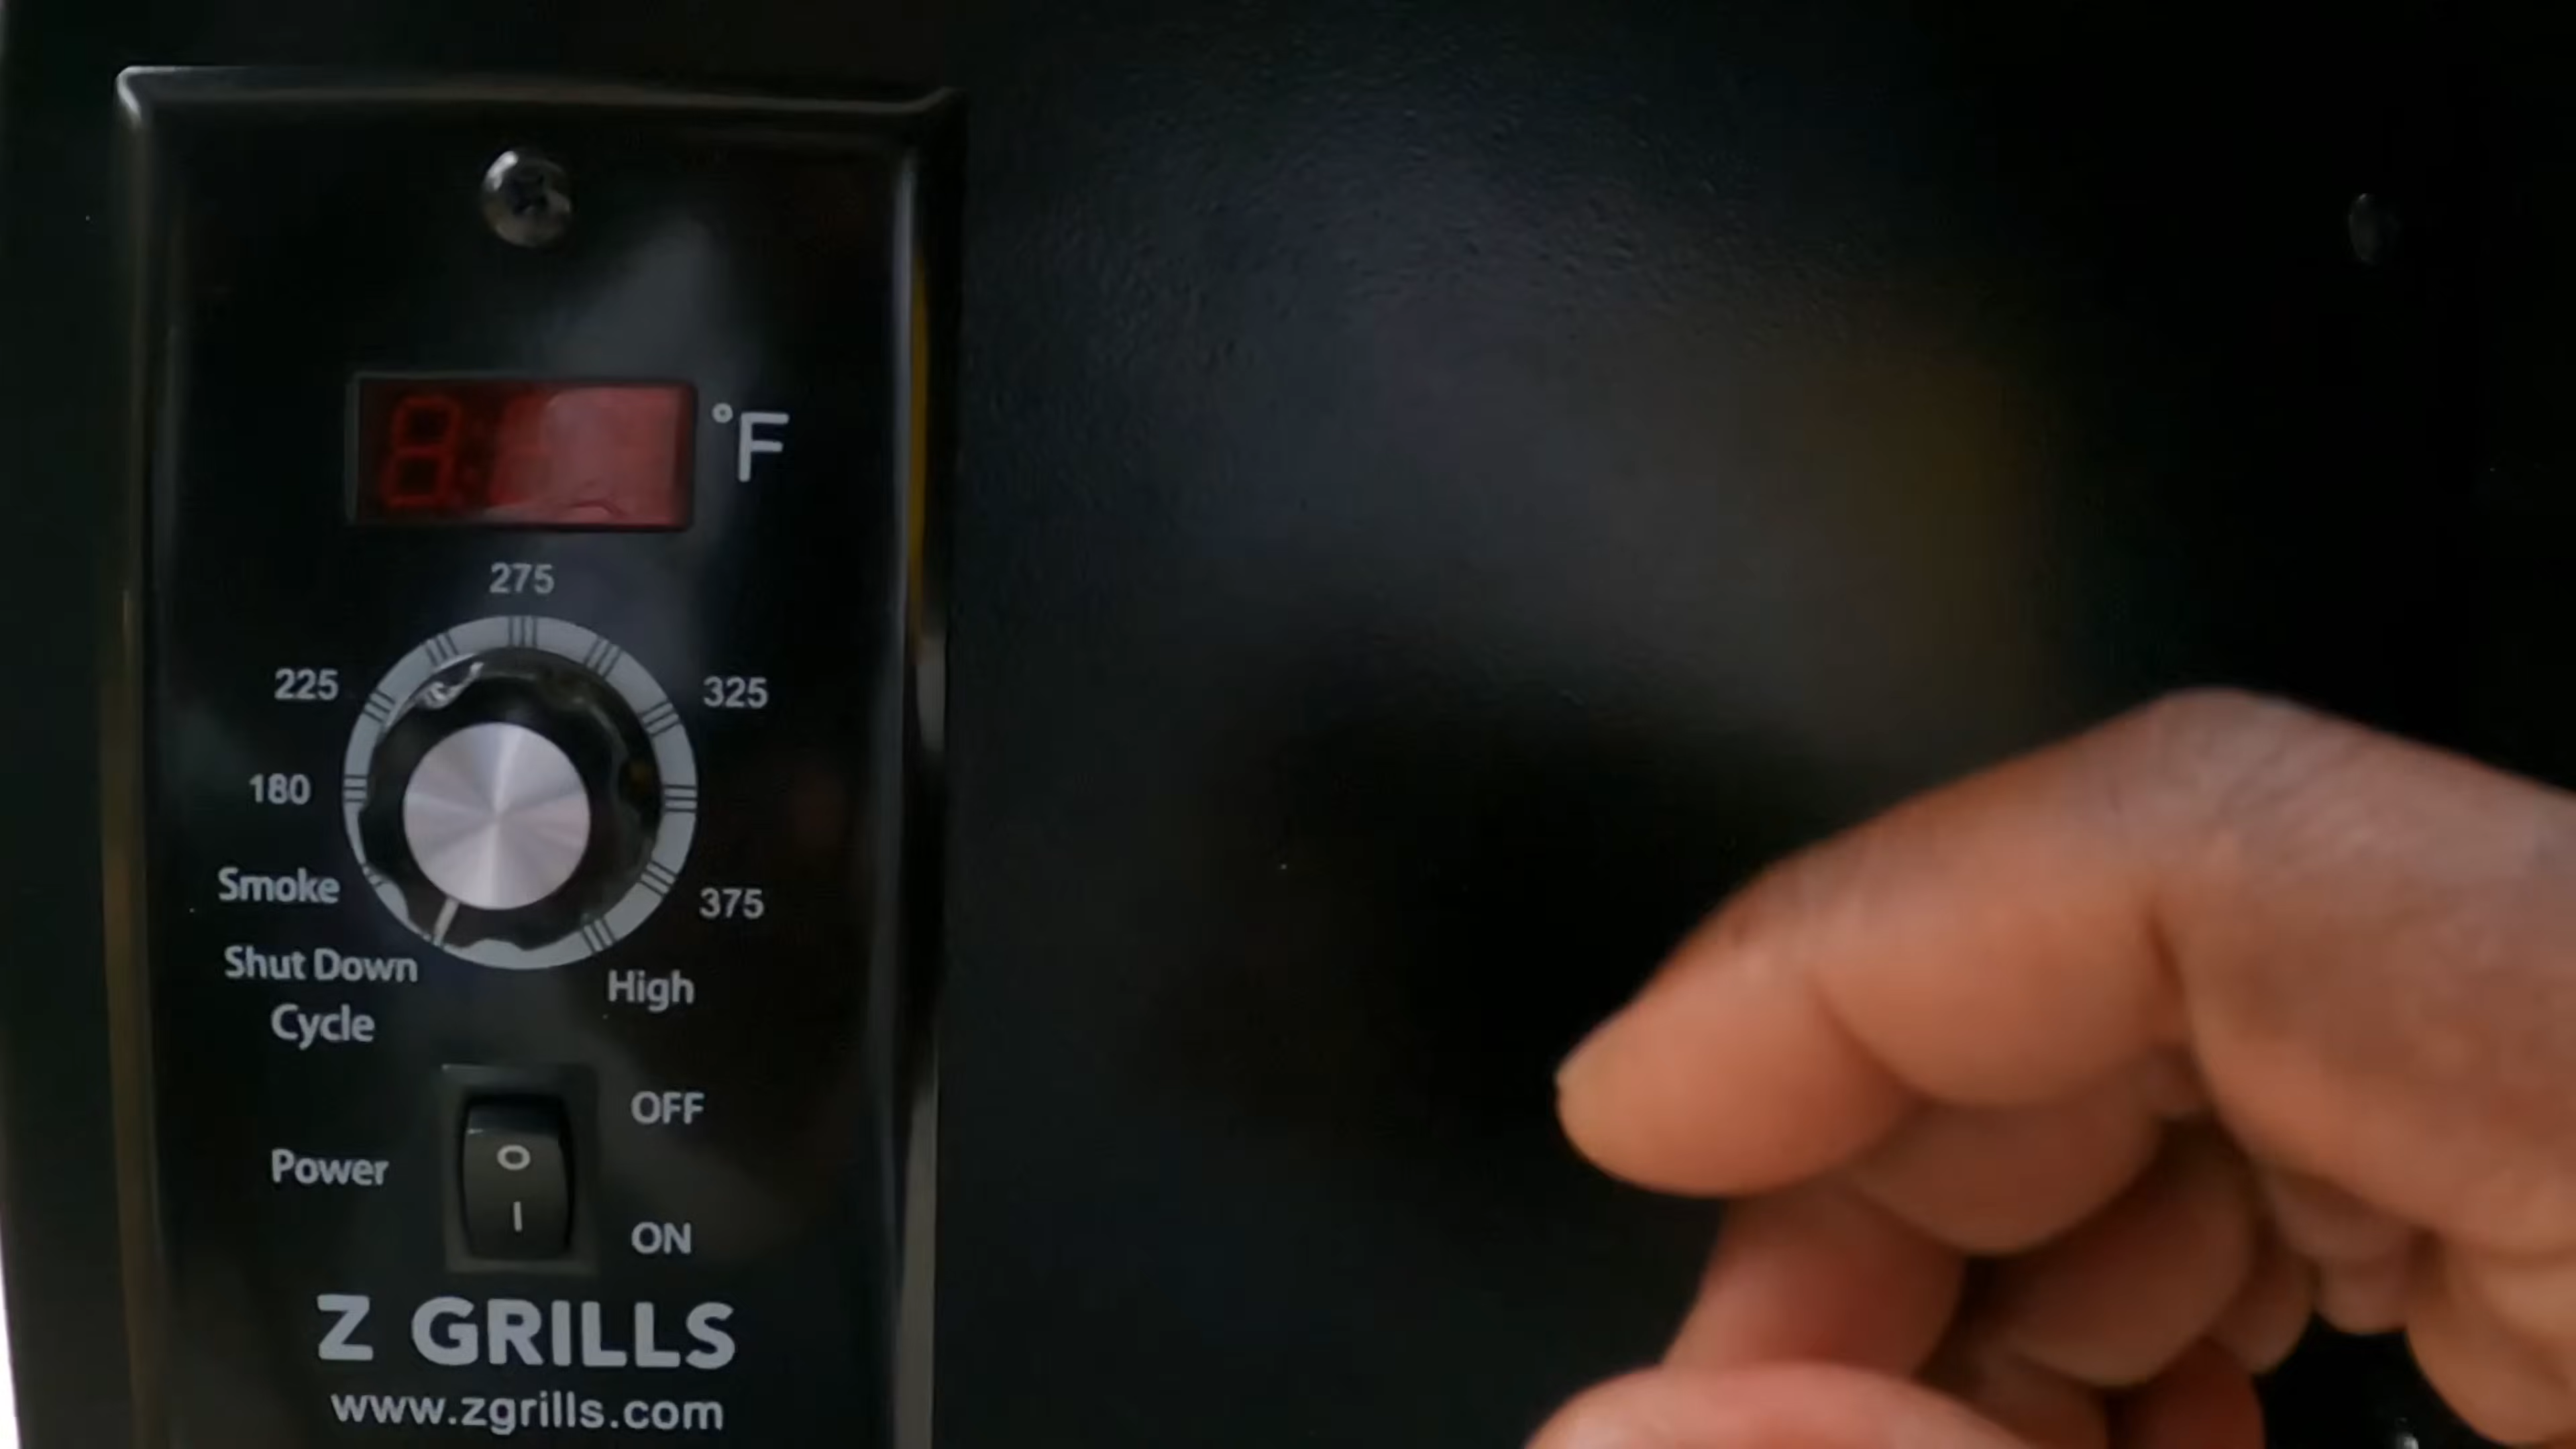 °F
275
225
325
180
Smoke
375
Shut Down
Cycle
High
OFF
Power
O
I
ON
Z GRILLS
www.zgrills.com